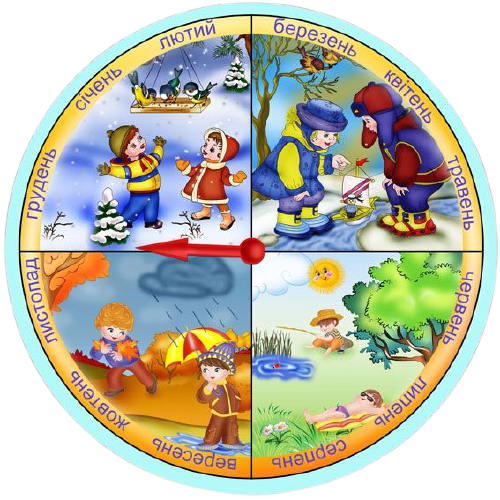 січень
лютий
березень
квітень
травень
червень
липень
серпень
вересень
жовтень
листопад
грудень